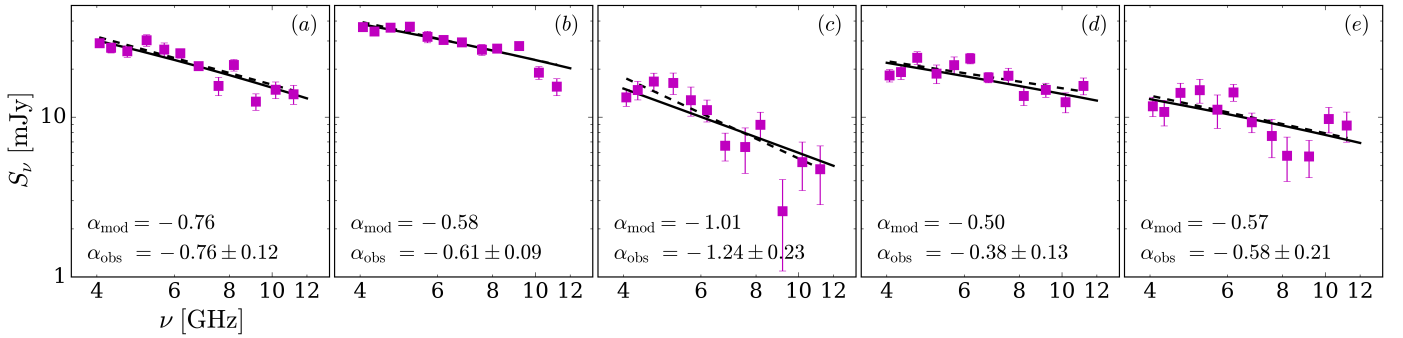 (a) (b) (c) (d) (e)
10
1
S_ν [mJy]
α_mod = −0.76 α_mod = −0.58 α_mod = −1.01 α_mod = −0.50 α_mod = −0.57
α_obs = −0.76 ± 0.12 α_obs = −0.61 ± 0.09 α_obs = −1.24 ± 0.23 α_obs = −0.38 ± 0.13 α_obs = −0.58 ± 0.21
4 6 8 10 12 4 6 8 10 12 4 6 8 10 12 4 6 8 10 12 4 6 8 10 12
ν [GHz]